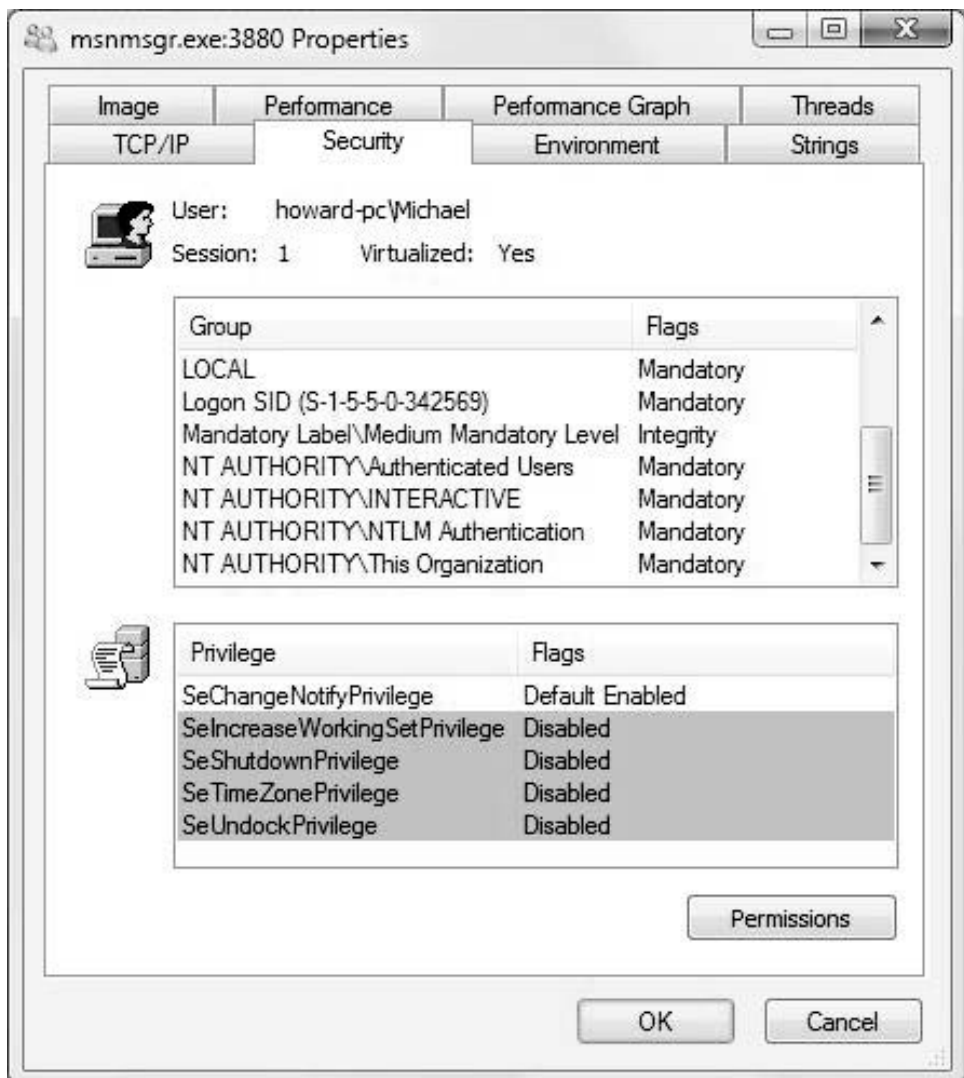 msnmsgr.exe:3880 Properties
Image Performance Performance Graph Threads
TCP/IP Security Environment Strings
User: howard-pc\Michael
Session: 1 Virtualized: Yes
Group Flags
LOCAL Mandatory
Logon SID (S-1-5-5-0-342569) Mandatory
Mandatory Label\Medium Mandatory Level Integrity
NT AUTHORITY\Authenticated Users Mandatory
NT AUTHORITY\INTERACTIVE Mandatory
NT AUTHORITY\NTLM Authentication Mandatory
NT AUTHORITY\This Organization Mandatory
Privilege Flags
SeChangeNotifyPrivilege Default Enabled
SeIncreaseWorkingSetPrivilege Disabled
SeShutdownPrivilege Disabled
SeTimeZonePrivilege Disabled
SeUndockPrivilege Disabled
Permissions
OK Cancel